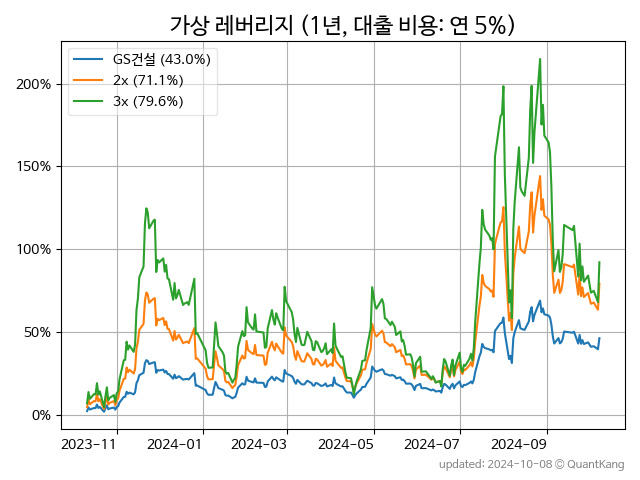 가상 레버리지 (1년, 대출 비용: 연 5%)
GS건설 (43.0%)
2x (71.1%)
3x (79.6%)
200%
150%
100%
50%
0%
2023-11 2024-01 2024-03 2024-05 2024-07 2024-09
updated: 2024-10-08 © QuantKang